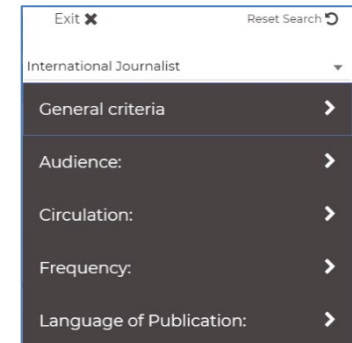 Exit ✖ Reset Search
International Journalist
General criteria
Audience:
Circulation:
Frequency:
Language of Publication: